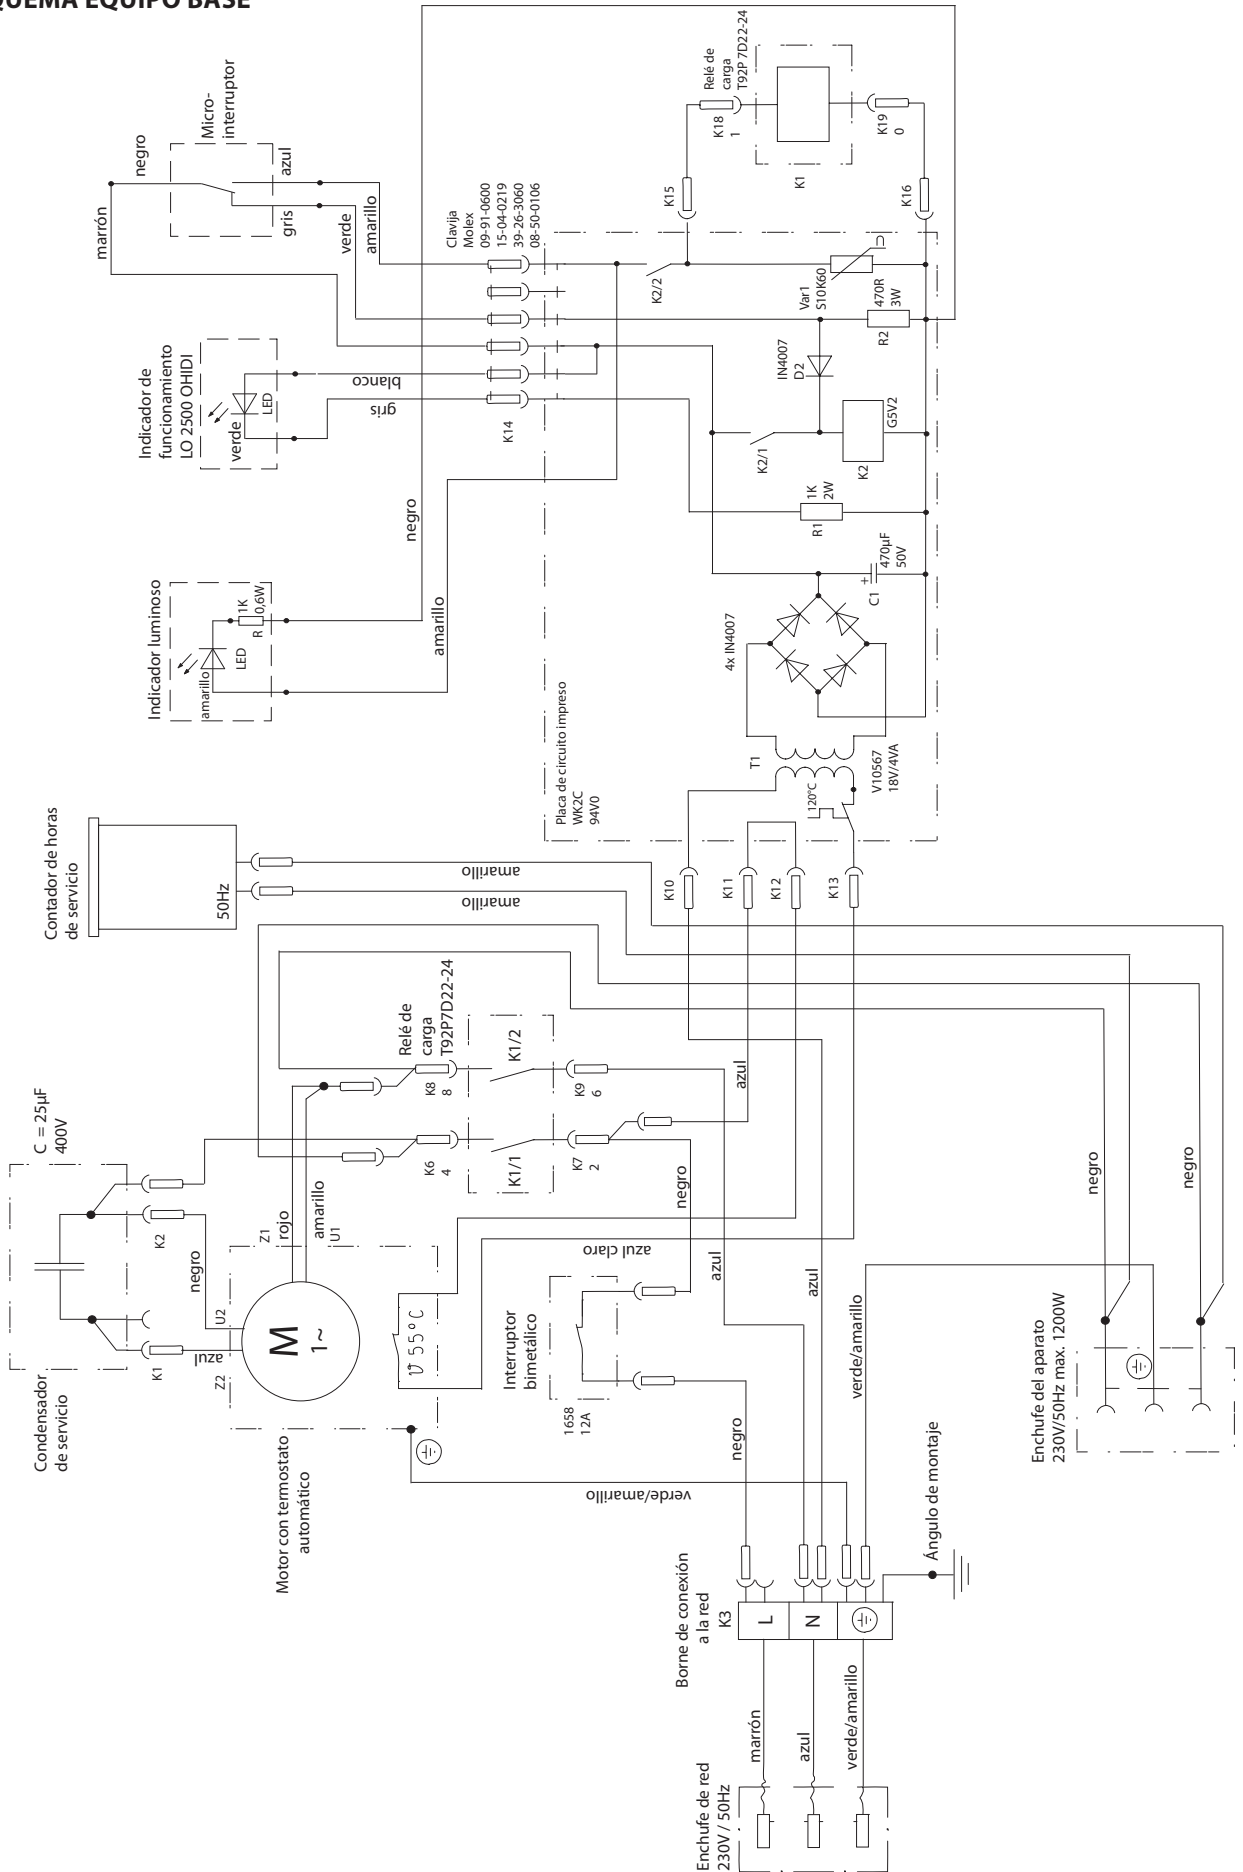 QUEMA EQUIPO BASE
Micro-
interruptor
negro
marrón
azul
gris
verde
amarillo
Clavija
Molex
09-91-0600
15-04-0219
39-26-3060
08-50-0106
Relé de
carga
T92P 7D22-24
K18
1
K19
0
K1
K15
K16
K2/2
Var1
S10K60
U
470R
3W
R2
IN4007
D2
G5V2
K2
K2/1
Indicador de
funcionamiento
LO 2500 OHIDI
verde
LED
blanco
gris
K14
1K
2W
R1
470µF
50V
+
C1
4x IN4007
negro
amarillo
Indicador luminoso
amarillo
LED
1K
0,6W
R
Placa de circuito impreso
WK2C
94V0
T1
V10567
18V/4VA
120°C
Contador de horas
de servicio
50Hz
amarillo
amarillo
K10
K11
K12
K13
Relé de
carga
T92P7D22-24
K8
8
K1/2
K9
6
K6
4
K1/1
K7
2
azul
negro
C = 25µF
400V
K2
K1
Condensador
de servicio
negro
azul
Z1
rojo
amarillo
U1
U2
Z2
M
1~
ϑ 55°C
Motor con termostato
automático
azul claro
azul
azul
Interruptor
bimetálico
1658
12A
negro
verde/amarillo
verde/amarillo
negro
negro
Enchufe del aparato
230V/50Hz max. 1200W
Borne de conexión
a la red
K3
L
N
Ángulo de montaje
marrón
azul
verde/amarillo
Enchufe de red
230V / 50Hz